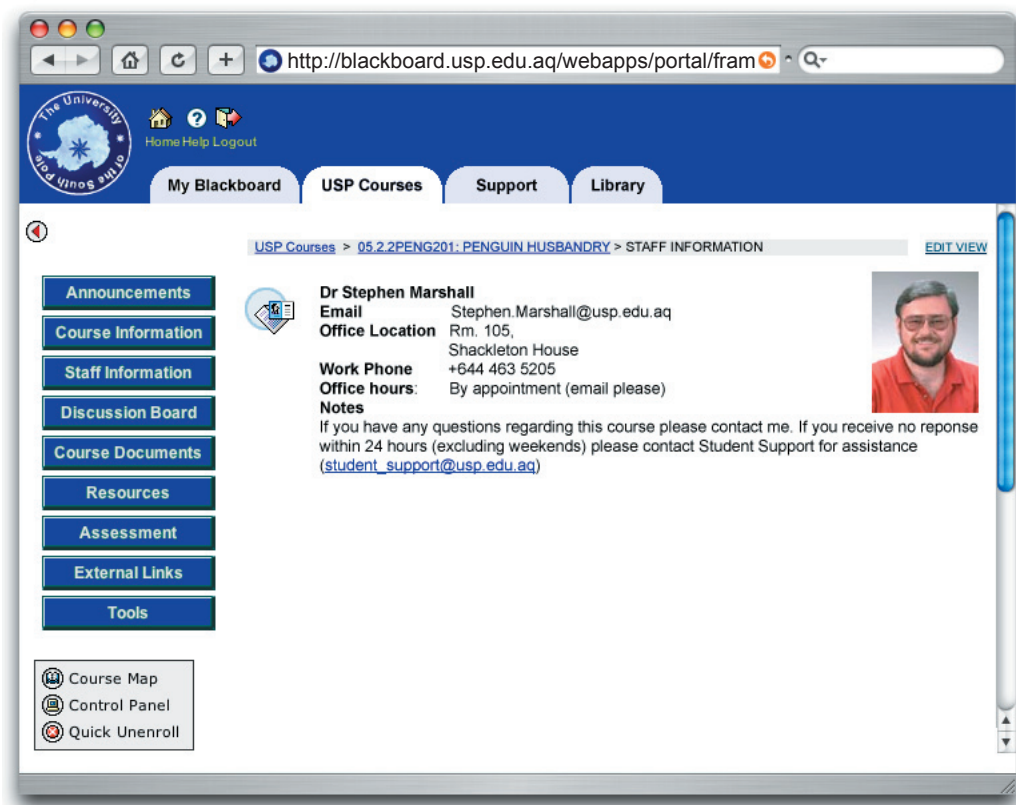 http://blackboard.usp.edu.aq/webapps/portal/fram
The University of the South Pole
Home Help Logout
My Blackboard USP Courses Support Library
USP Courses > 05.2.2PENG201: PENGUIN HUSBANDRY > STAFF INFORMATION EDIT VIEW
Announcements
Course Information
Staff Information
Discussion Board
Course Documents
Resources
Assessment
External Links
Tools
Course Map
Control Panel
Quick Unenroll
Dr Stephen Marshall
Email Stephen.Marshall@usp.edu.aq
Office Location Rm. 105,
Shackleton House
Work Phone +644 463 5205
Office hours: By appointment (email please)
Notes
If you have any questions regarding this course please contact me. If you receive no reponse
within 24 hours (excluding weekends) please contact Student Support for assistance
(student_support@usp.edu.aq)